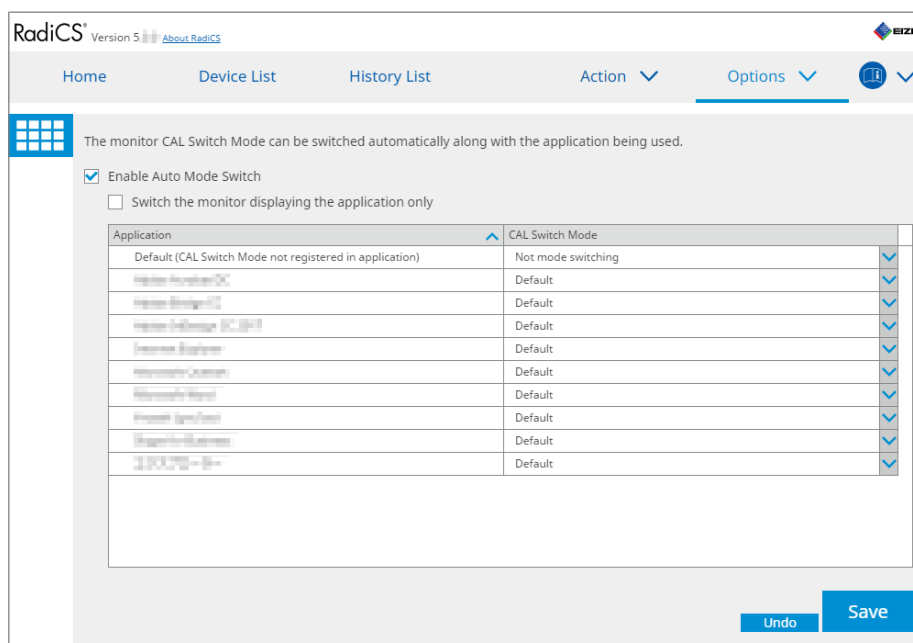 RadiCS® Version 5. About RadiCS EIZ
Home Device List History List Action Options
The monitor CAL Switch Mode can be switched automatically along with the application being used.
Enable Auto Mode Switch
Switch the monitor displaying the application only
Application CAL Switch Mode
Default (CAL Switch Mode not registered in application) Not mode switching
Default
Default
Default
Default
Default
Default
Default
Default
Default
Save
Undo